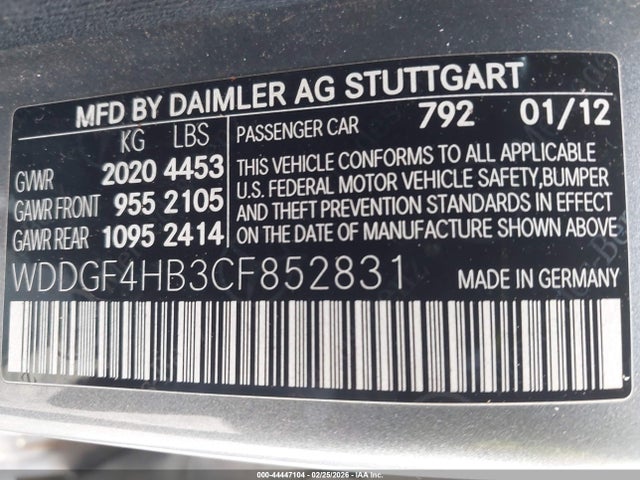 MFD BY DAIMLER AG STUTTGART
KG LBS
GVWR 2020 4453
GAWR FRONT 955 2105
GAWR REAR 1095 2414
PASSENGER CAR 792 01/12
THIS VEHICLE CONFORMS TO ALL APPLICABLE
U.S. FEDERAL MOTOR VEHICLE SAFETY,BUMPER
AND THEFT PREVENTION STANDARDS IN EFFECT
ON THE DATE OF MANUFACTURE SHOWN ABOVE
WDDGF4HB3CF852831 MADE IN GERMANY
000-44447104 | 02/25/2026 - IAA Inc.